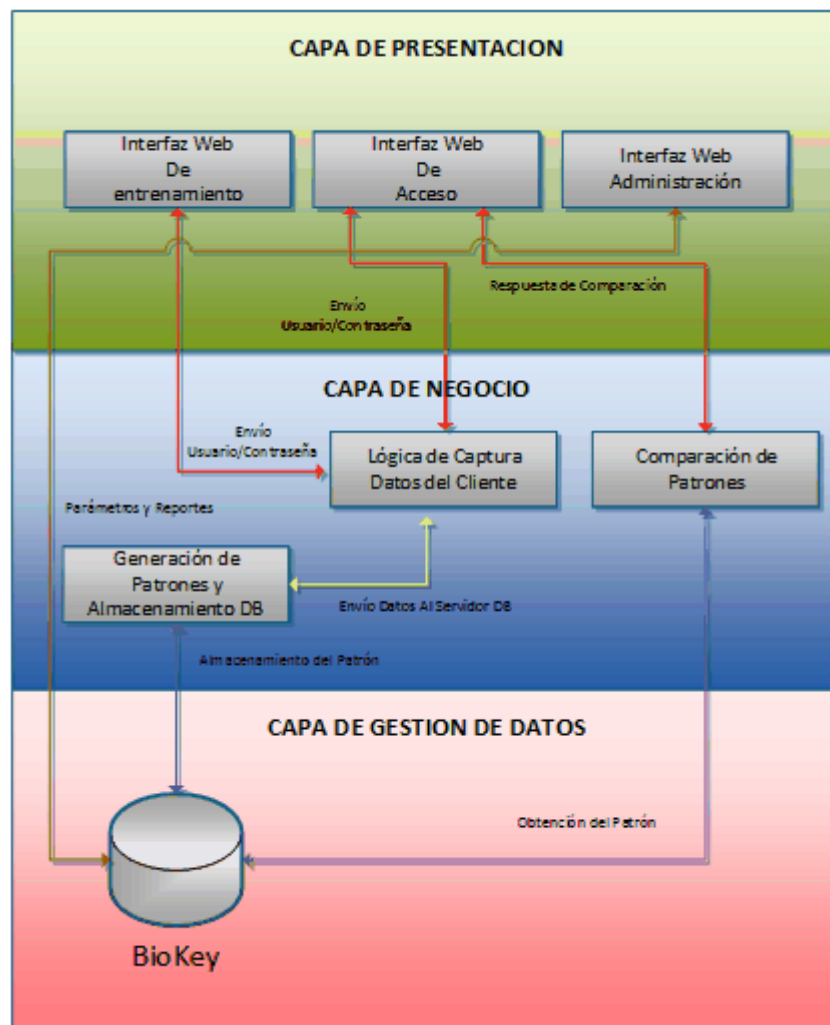 CAPA DE PRESENTACION
Interfaz Web
De
entrenamiento
Interfaz Web
De
Acceso
Interfaz Web
Administración
Respuesta de Comparación
Envío
Usuario/Contraseña
CAPA DE NEGOCIO
Envío
Usuario/Contraseña
Lógica de Captura
Datos del Cliente
Comparación de
Patrones
Parámetros y Reportes
Generación de
Patrones y
Almacenamiento DB
Envío Datos Al Servidor DB
Almacenamiento del Patrón
CAPA DE GESTION DE DATOS
Obtención del Patrón
BioKey